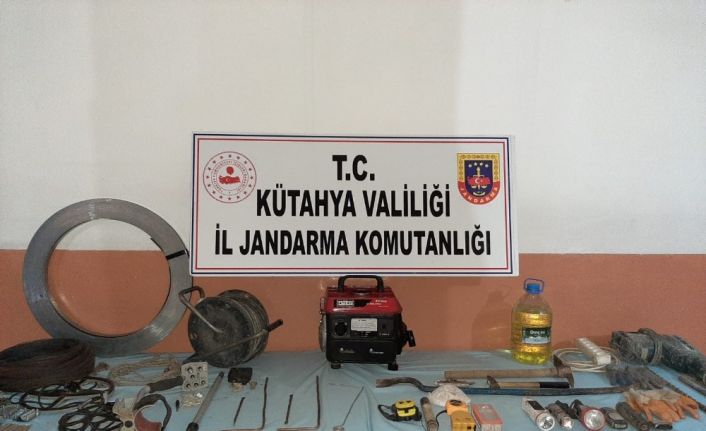 T.C.
KÜTAHYA VALİLİĞİ
İL JANDARMA KOMUTANLIĞI
JANDARMA